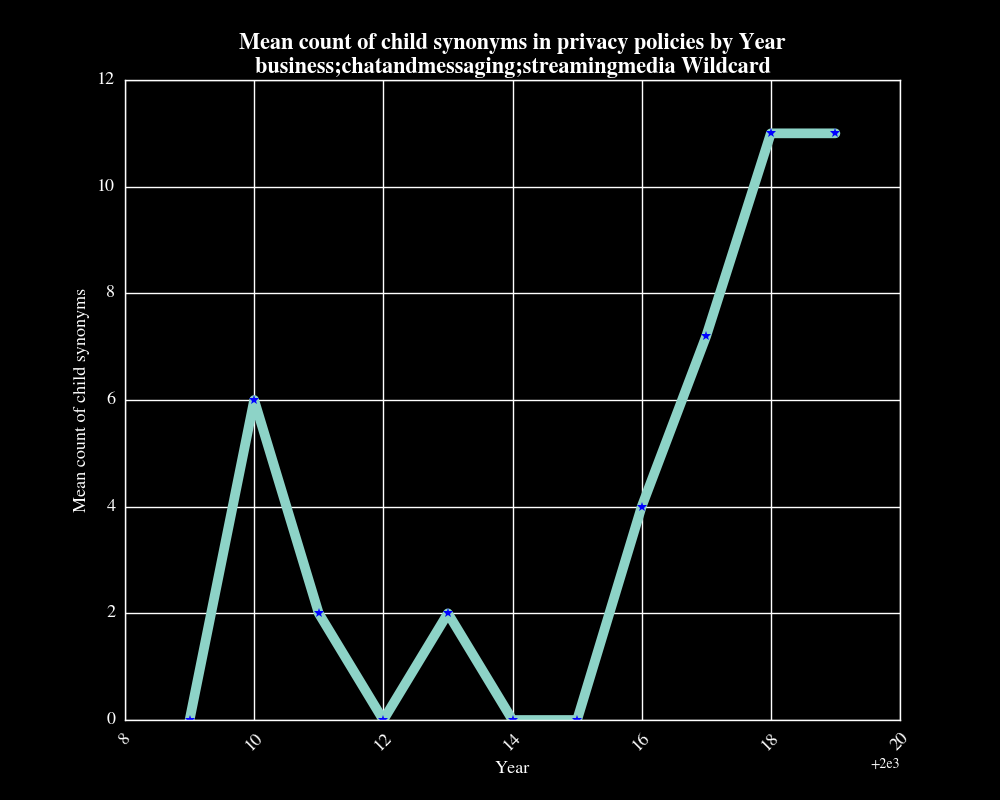 Mean count of child synonyms in privacy policies by Year
business;chatandmessaging;streamingmedia Wildcard
12
10
8
6
4
2
0
Mean count of child synonyms
8
10
12
14
16
18
20
Year
+2e3